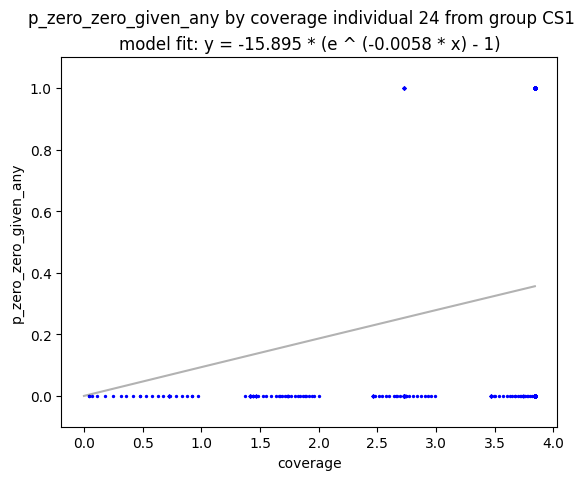 p_zero_zero_given_any by coverage individual 24 from group CS1
model fit: y = -15.895 * (e ^ (-0.0058 * x) - 1)
1.0
0.8
0.6
0.4
0.2
0.0
p_zero_zero_given_any
0.0 0.5 1.0 1.5 2.0 2.5 3.0 3.5 4.0
coverage